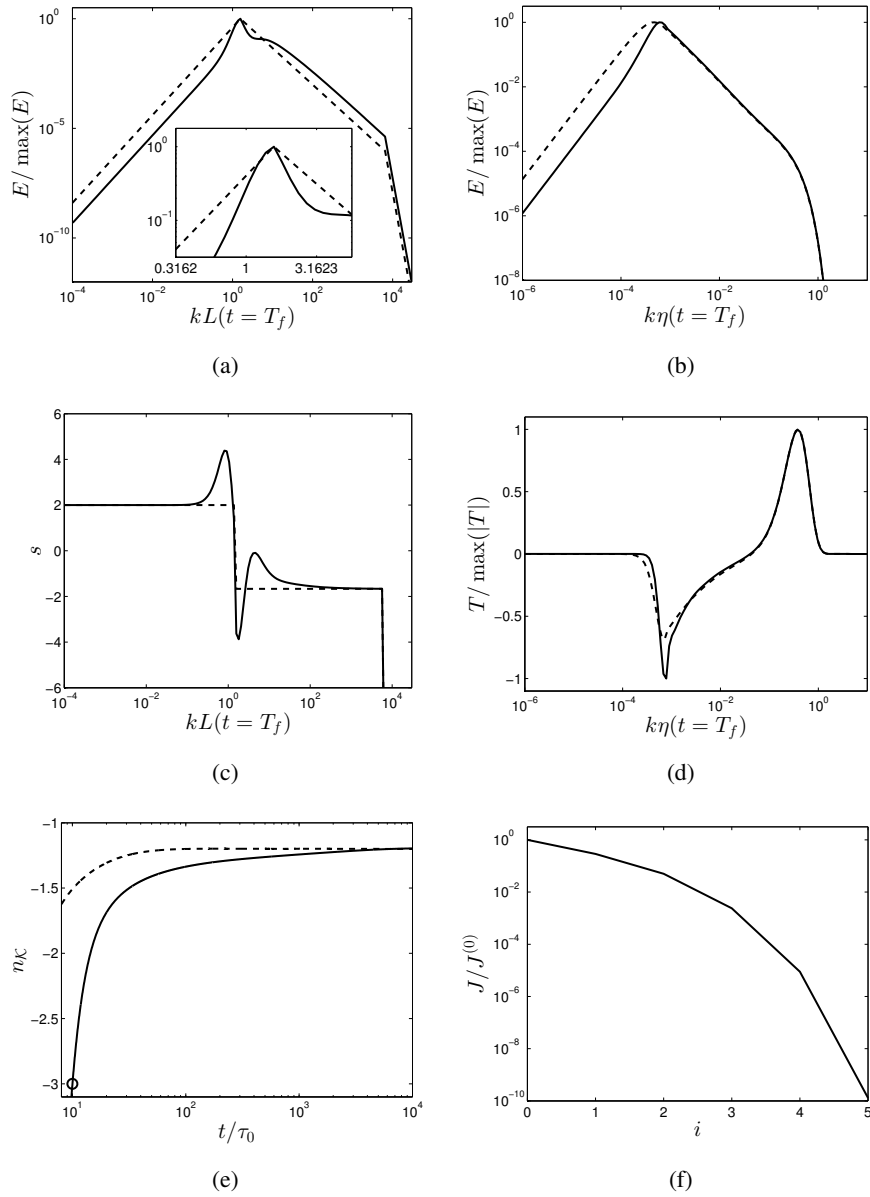 E/ max(E)
10^0
10^-5
10^-10
10^0
10^-1
0.3162 1 3.1623
10^-4 10^-2 10^0 10^2 10^4
kL(t = T_f)
(a)
E/ max(E)
10^0
10^-2
10^-4
10^-6
10^-8
10^-6 10^-4 10^-2 10^0
kη(t = T_f)
(b)
s
6
4
2
0
−2
−4
−6
10^-4 10^-2 10^0 10^2 10^4
kL(t = T_f)
(c)
T/ max(|T|)
1
0.5
0
−0.5
−1
10^-6 10^-4 10^-2 10^0
kη(t = T_f)
(d)
n_𝒦
−1
−1.5
−2
−2.5
−3
10^1 10^2 10^3 10^4
t/τ_0
(e)
J/J^(0)
10^0
10^-2
10^-4
10^-6
10^-8
10^-10
0 1 2 3 4 5
i
(f)